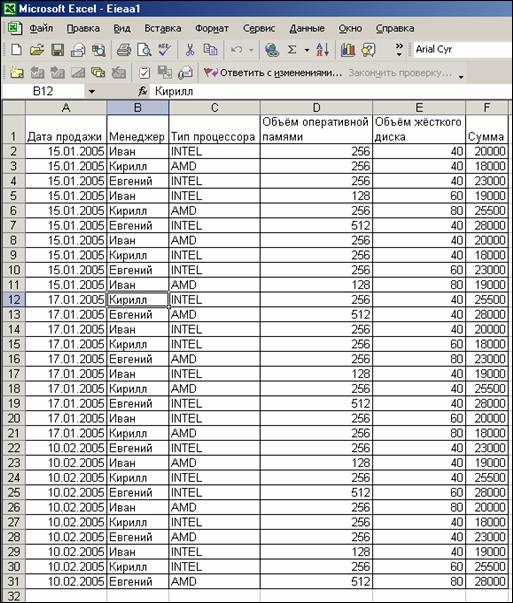 Microsoft Excel - Eieaa1
Файл Правка Вид Вставка Формат Сервис Данные Окно Справка
Arial Cyr
Ответить с изменениями... Закончить проверку...
B12 fx Кирилл
A B C D E F
1 Дата продажи Менеджер Тип процессора Объём оперативной памями Объём жёсткого диска Сумма
2 15.01.2005 Иван INTEL 256 40 20000
3 15.01.2005 Кирилл AMD 256 40 18000
4 15.01.2005 Евгений INTEL 256 40 23000
5 15.01.2005 Иван INTEL 128 60 19000
6 15.01.2005 Кирилл AMD 256 80 25500
7 15.01.2005 Евгений INTEL 512 40 28000
8 15.01.2005 Иван AMD 256 40 20000
9 15.01.2005 Кирилл INTEL 256 40 18000
10 15.01.2005 Евгений INTEL 256 60 23000
11 15.01.2005 Иван AMD 128 80 19000
12 17.01.2005 Кирилл INTEL 256 40 25500
13 17.01.2005 Евгений AMD 512 40 28000
14 17.01.2005 Иван INTEL 256 40 20000
15 17.01.2005 Кирилл INTEL 256 60 18000
16 17.01.2005 Евгений AMD 256 80 23000
17 17.01.2005 Иван INTEL 128 40 19000
18 17.01.2005 Кирилл AMD 256 40 25500
19 17.01.2005 Евгений INTEL 512 40 28000
20 17.01.2005 Иван INTEL 256 60 20000
21 17.01.2005 Кирилл AMD 256 80 18000
22 10.02.2005 Евгений INTEL 256 40 23000
23 10.02.2005 Иван AMD 128 40 19000
24 10.02.2005 Кирилл INTEL 256 40 25500
25 10.02.2005 Евгений INTEL 512 60 28000
26 10.02.2005 Иван AMD 256 80 20000
27 10.02.2005 Кирилл INTEL 256 40 18000
28 10.02.2005 Евгений AMD 256 40 23000
29 10.02.2005 Иван INTEL 128 40 19000
30 10.02.2005 Кирилл INTEL 256 60 25500
31 10.02.2005 Евгений AMD 512 80 28000
32